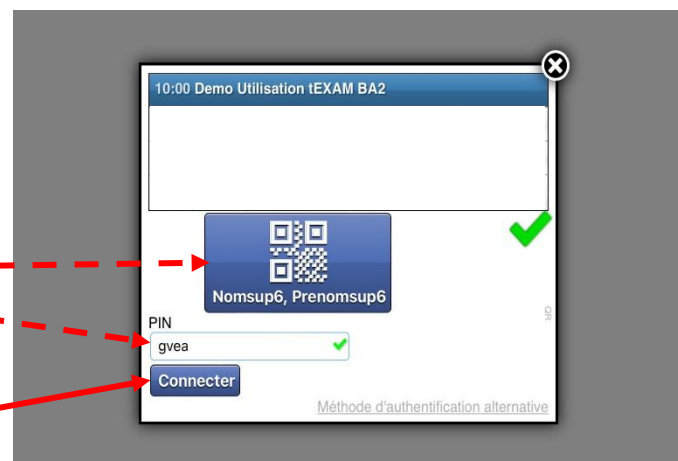 10:00 Demo Utilisation tEXAM BA2
Nomsup6, Prenomsup6
PIN
gvea
QR
Connecter
Méthode d'authentification alternative